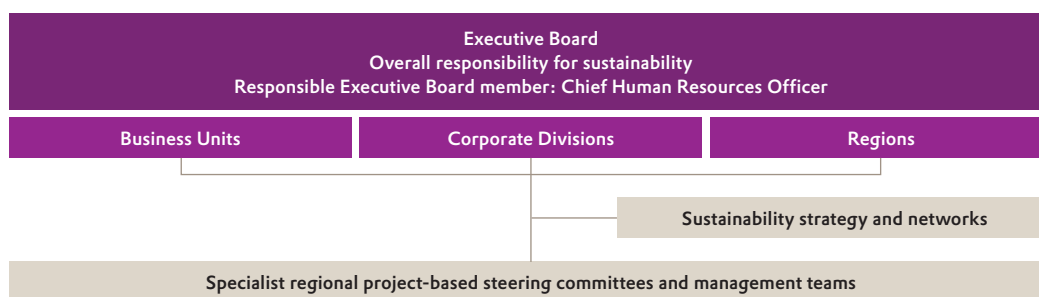 Executive Board
Overall responsibility for sustainability
Responsible Executive Board member: Chief Human Resources Officer
Business Units
Corporate Divisions
Regions
Sustainability strategy and networks
Specialist regional project-based steering committees and management teams